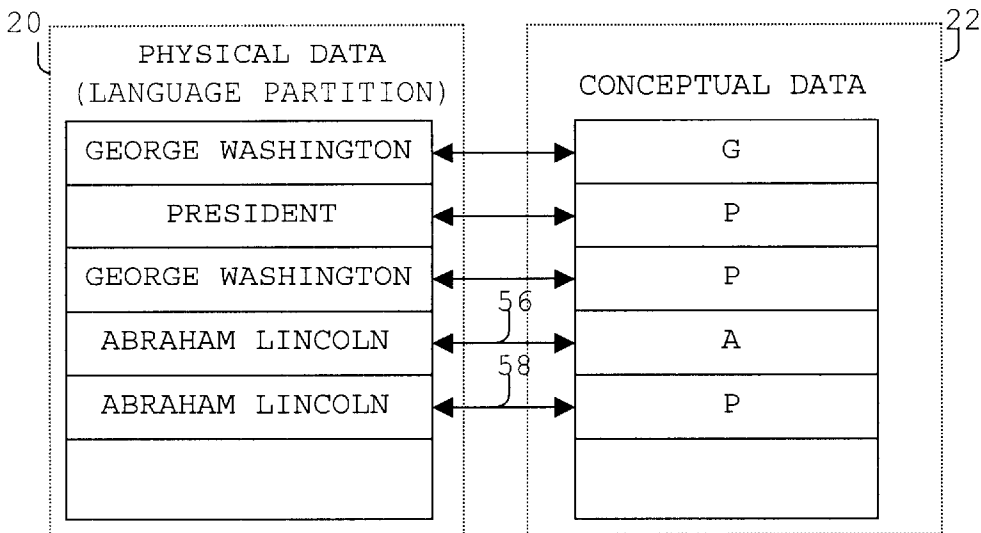 20
22
PHYSICAL DATA
(LANGUAGE PARTITION)
CONCEPTUAL DATA
GEORGE WASHINGTON
G
PRESIDENT
P
GEORGE WASHINGTON
P
56
ABRAHAM LINCOLN
A
58
ABRAHAM LINCOLN
P